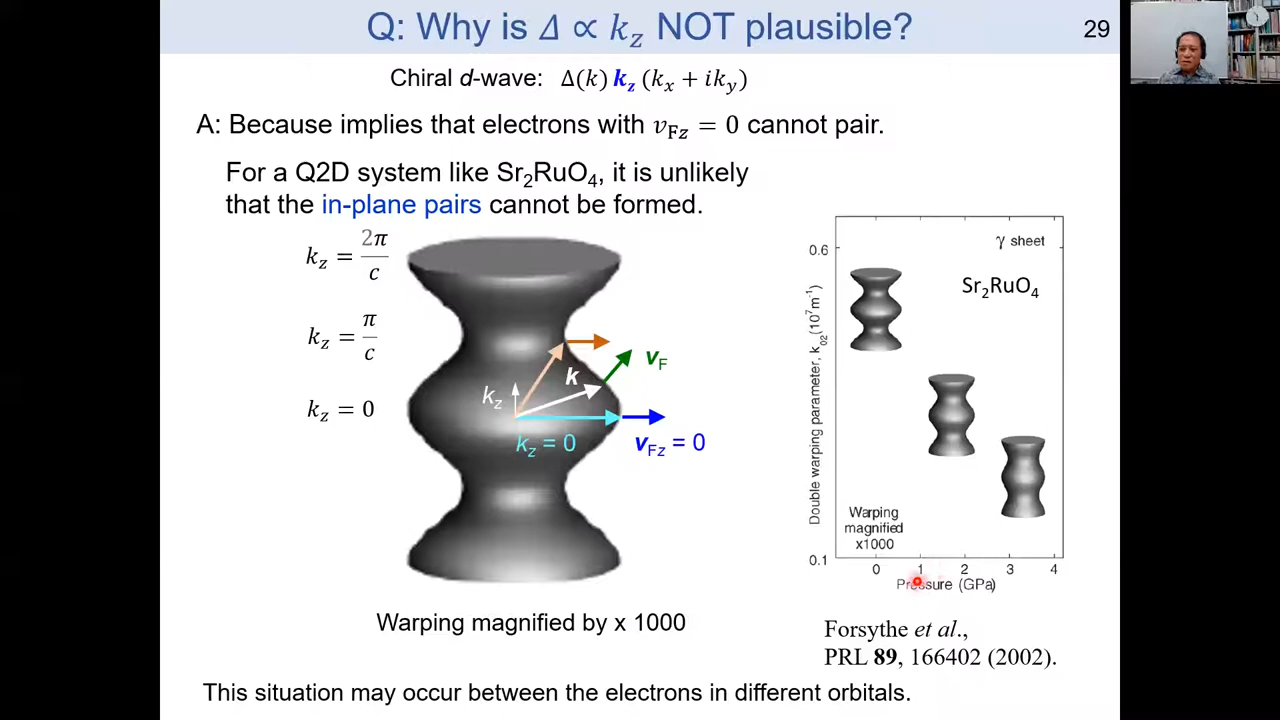 Q: Why is Δ ∝ k_z NOT plausible?
29
Chiral d-wave: Δ(k) k_z (k_x + ik_y)
A: Because implies that electrons with v_Fz = 0 cannot pair.
For a Q2D system like Sr₂RuO₄, it is unlikely
that the in-plane pairs cannot be formed.
k_z = 2π/c
k_z = π/c
k_z = 0
k_z
k
v_F
k_z = 0
v_Fz = 0
Warping magnified by x 1000
γ sheet
0.6
Sr₂RuO₄
Double warping parameter, k₀₂(10⁷m⁻¹)
Warping
magnified
x1000
0.1
0 1 2 3 4
Pressure (GPa)
Forsythe et al.,
PRL 89, 166402 (2002).
This situation may occur between the electrons in different orbitals.